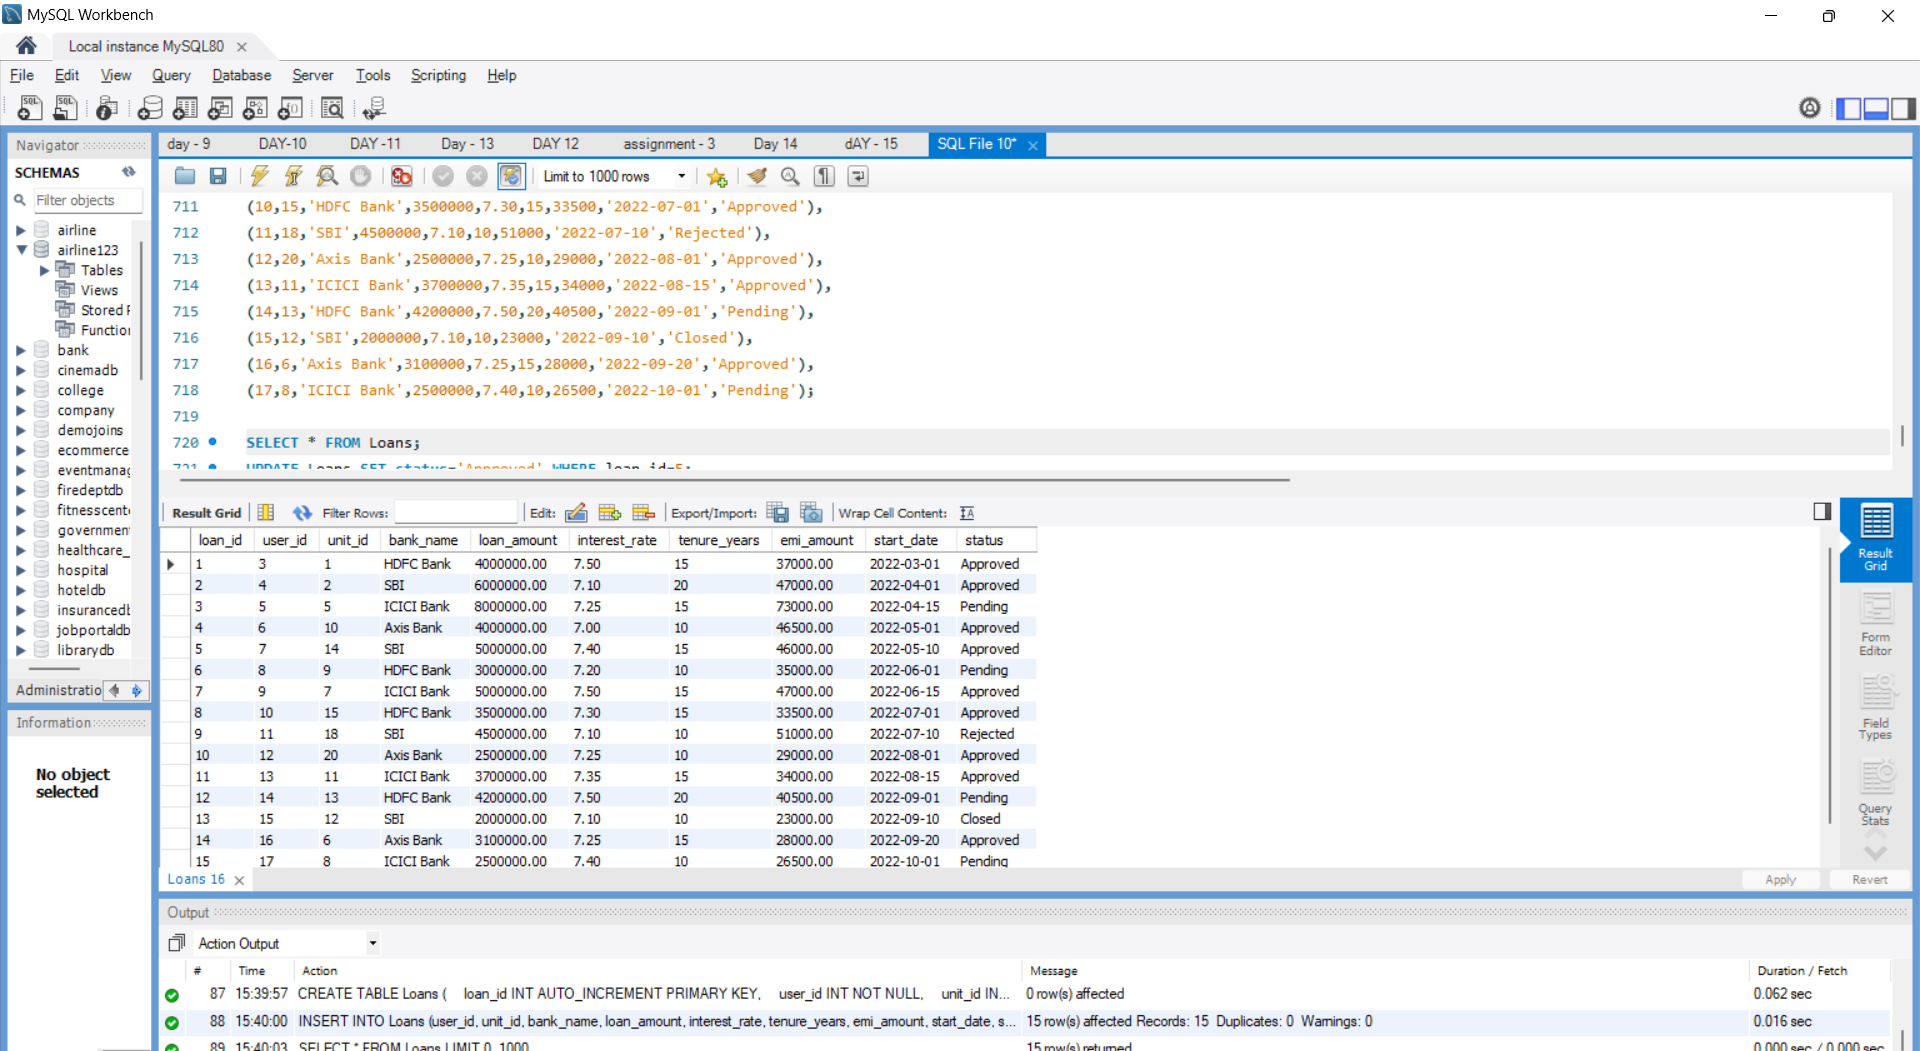 MySQL Workbench
Local instance MySQL80
File Edit View Query Database Server Tools Scripting Help
Navigator
SCHEMAS
Filter objects
airline
airline123
Tables
Views
Stored
bank
cinemadb
college
company
demojoins
ecommerce
firedeptdb
healthcare_
hospital
hoteldb
jobportaldb
librarydb
Information
No object
selected
day - 9 DAY-10 DAY -11 Day - 13 DAY 12 assignment - 3 Day 14 dAY - 15 SQL File 10*
Limit to 1000 rows
711 (10,15,'HDFC Bank',3500000,7.30,15,33500,'2022-07-01','Approved'),
712 (11,18,'SBI',4500000,7.10,10,51000,'2022-07-10','Rejected'),
713 (12,20,'Axis Bank',2500000,7.25,10,29000,'2022-08-01','Approved'),
714 (13,11,'ICICI Bank',3700000,7.35,15,34000,'2022-08-15','Approved'),
715 (14,13,'HDFC Bank',4200000,7.50,20,40500,'2022-09-01','Pending'),
716 (15,12,'SBI',2000000,7.10,10,23000,'2022-09-10','Closed'),
717 (16,6,'Axis Bank',3100000,7.25,15,28000,'2022-09-20','Approved'),
718 (17,8,'ICICI Bank',2500000,7.40,10,26500,'2022-10-01','Pending');
719
720 SELECT * FROM Loans;
721 UPDATE Loans SET status='Approved' WHERE loan_id=5;
Result Grid Filter Rows: Edit: Export/Import: Wrap Cell Content:
loan_id user_id unit_id bank_name loan_amount interest_rate tenure_years emi_amount start_date status
1 3 1 HDFC Bank 4000000.00 7.50 15 37000.00 2022-03-01 Approved
2 4 2 SBI 6000000.00 7.10 20 47000.00 2022-04-01 Approved
3 5 5 ICICI Bank 8000000.00 7.25 15 73000.00 2022-04-15 Pending
4 6 10 Axis Bank 4000000.00 7.00 10 46500.00 2022-05-01 Approved
5 7 14 SBI 5000000.00 7.40 15 46000.00 2022-05-10 Approved
6 8 9 HDFC Bank 3000000.00 7.20 10 35000.00 2022-06-01 Pending
7 9 7 ICICI Bank 5000000.00 7.50 15 47000.00 2022-06-15 Approved
8 10 15 HDFC Bank 3500000.00 7.30 15 33500.00 2022-07-01 Approved
9 11 18 SBI 4500000.00 7.10 10 51000.00 2022-07-10 Rejected
10 12 20 Axis Bank 2500000.00 7.25 10 29000.00 2022-08-01 Approved
11 13 11 ICICI Bank 3700000.00 7.35 15 34000.00 2022-08-15 Approved
12 14 13 HDFC Bank 4200000.00 7.50 20 40500.00 2022-09-01 Pending
13 15 12 SBI 2000000.00 7.10 10 23000.00 2022-09-10 Closed
14 16 6 Axis Bank 3100000.00 7.25 15 28000.00 2022-09-20 Approved
15 17 8 ICICI Bank 2500000.00 7.40 10 26500.00 2022-10-01 Pending
Result
Grid
Form
Editor
Field
Types
Query
Stats
Loans 16
Apply Revert
Output
Action Output
# Time Action Message Duration / Fetch
87 15:39:57 CREATE TABLE Loans ( loan_id INT AUTO_INCREMENT PRIMARY KEY, user_id INT NOT NULL, unit_id IN... 0 row(s) affected 0.062 sec
88 15:40:00 INSERT INTO Loans (user_id, unit_id, bank_name, loan_amount, interest_rate, tenure_years, emi_amount, start_date, s... 15 row(s) affected Records: 15 Duplicates: 0 Warnings: 0 0.016 sec
89 15:40:03 SELECT * FROM Loans LIMIT 0, 1000 15 row(s) returned 0.000 sec / 0.000 sec